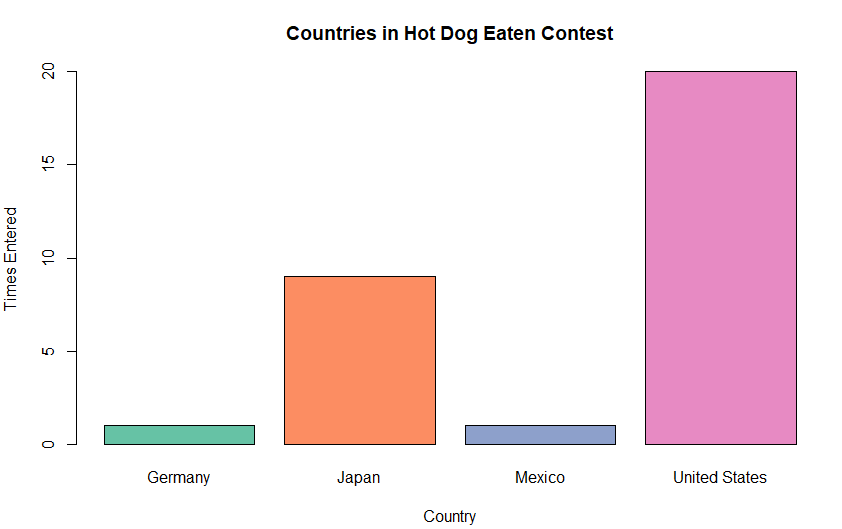 Countries in Hot Dog Eaten Contest
20
15
10
5
0
Times Entered
Germany
Japan
Mexico
United States
Country